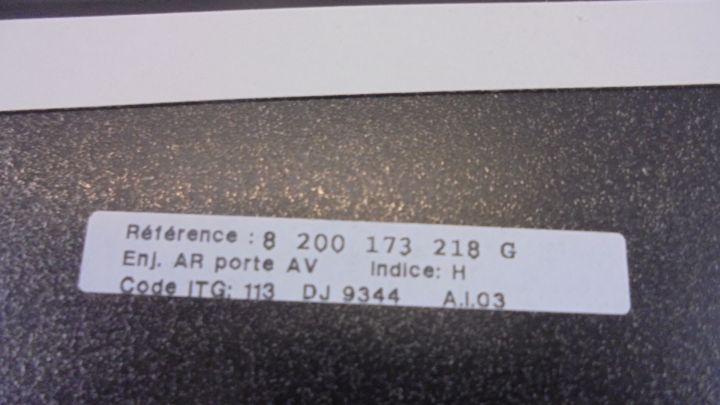 Référence : 8 200 173 218 G
Enj. AR porte AV Indice: H
Code ITG: 113 DJ 9344 A.I.03